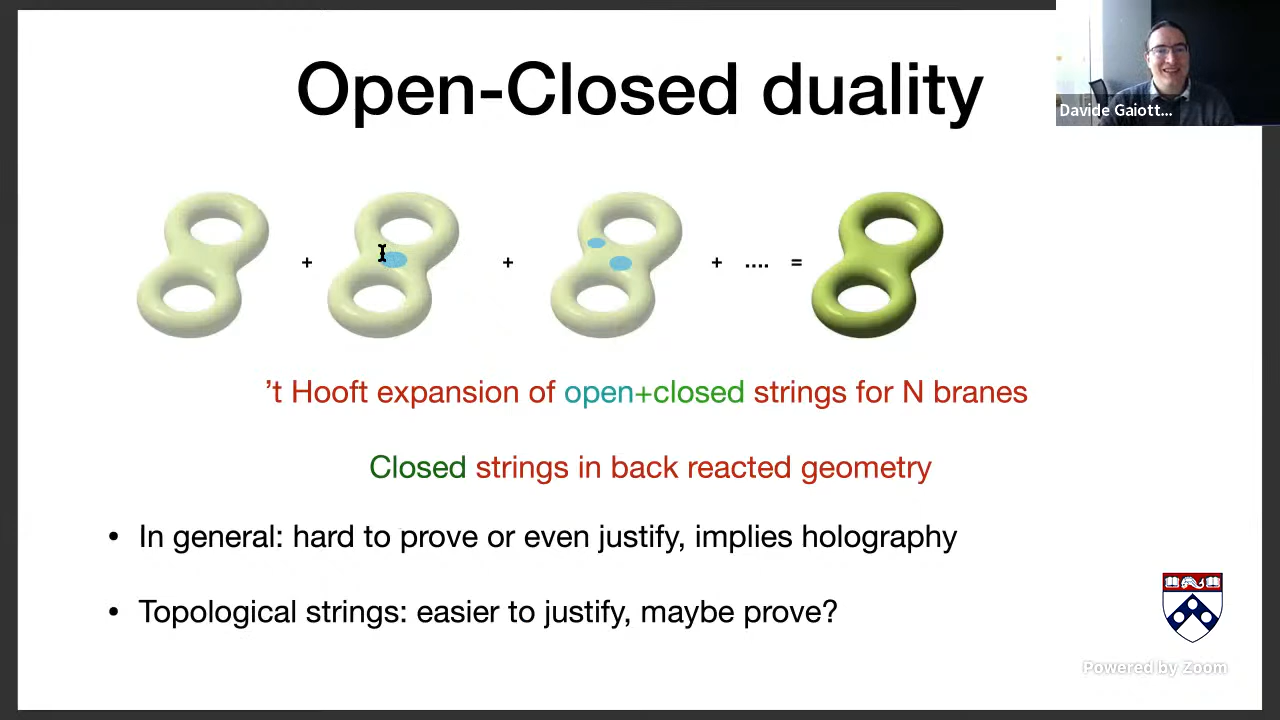 Open-Closed duality
Davide Gaiott...
+ + + .... =
't Hooft expansion of open+closed strings for N branes
Closed strings in back reacted geometry
• In general: hard to prove or even justify, implies holography
• Topological strings: easier to justify, maybe prove?
Powered by Zoom